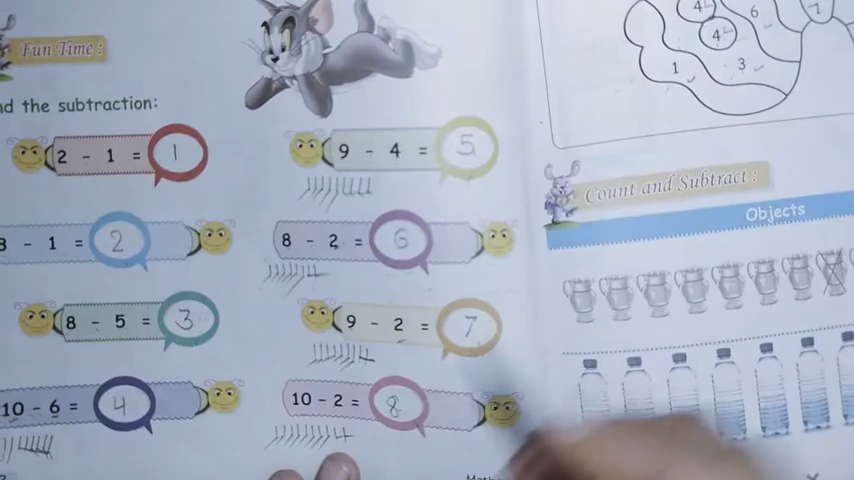 Fun Time :
nd the subtraction:
2 - 1 = 1
9 - 4 = 5
3 - 1 = 2
8 - 2 = 6
8 - 5 = 3
9 - 2 = 7
10 - 6 = 4
10 - 2 = 8
4
6
7
4
1
3
Count and Subtract :
Objects